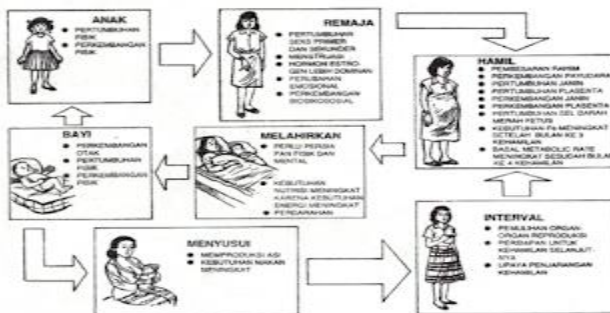 ANAK
● PERTUMBUHAN
FISIK
● PERKEMBANGAN
FISIK
REMAJA
● PERTUMBUHAN
SEKS PRIMER
DAN SEKUNDER
● MENSTRUASI
● HORMON ESTRO-
GEN LEBIH DOMINAN
● PERUBAHAN
EMOSIONAL
● PERKEMBANGAN
HAMIL
● PEMBESARAN RAHIM
● PERKEMBANGAN PAYUDARA
● PERTUMBUHAN JANIN
● PERTUMBUHAN PLASENTA
● PERKEMBANGAN JANIN
● PERKEMBANGAN PLASENTA
● PERTUMBUHAN SEL DARAH
MERAH FETUS
● KEBUTUHAN Fe MENINGKAT
SETELAH BULAN KE 3
KEHAMILAN
● BASAL METABOLIC RATE
MENINGKAT SESUDAH BULAN
KE 4 KEHAMILAN
BAYI
● PERKEMBANGAN
OTAK
● PERTUMBUHAN
FISIK
● PERKEMBANGAN
FISIK
MELAHIRKAN
● PERLU PERSIA
PAN FISIK DAN
MENTAL
● KEBUTUHAN
NUTRISI MENINGKAT
KARENA KEBUTUHAN
ENERGI MENINGKAT
● PERDARAHAN
MENYUSUI
● MEMPRODUKSI ASI
● KEBUTUHAN MAKAN
MENINGKAT
INTERVAL
● PEMULIHAN ORGAN-
ORGAN REPRODUKSI
● PERSIAPAN UNTUK
KEHAMILAN SELANJUT-
NYA
● UPAYA PENJARANGAN
KEHAMILAN